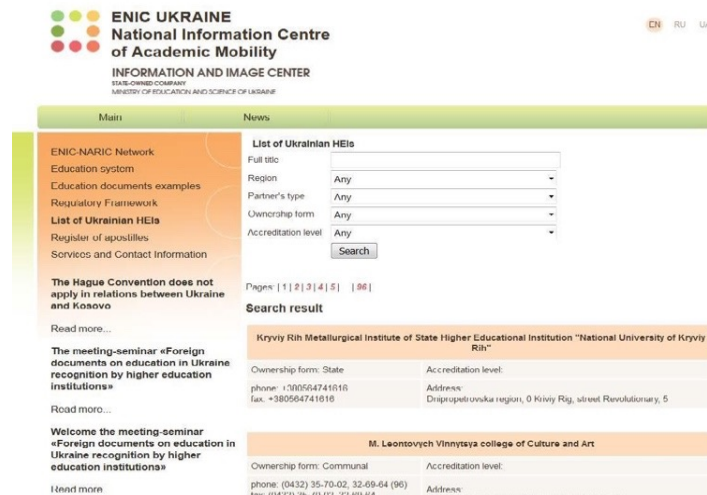 ENIC UKRAINE
National Information Centre
of Academic Mobility
INFORMATION AND IMAGE CENTER
STATE-OWNED COMPANY
MINISTRY OF EDUCATION AND SCIENCE OF UKRAINE
EN RU
Main News
ENIC-NARIC Network
Education system
Education documents examples
Regulatory Framework
List of Ukrainian HEIs
Register of apostilles
Services and Contact Information
The Hague Convention does not
apply in relations between Ukraine
and Kosovo
Read more...
The meeting-seminar «Foreign
documents on education in Ukraine
recognition by higher education
institutions»
Read more...
Welcome the meeting-seminar
«Foreign documents on education in
Ukraine recognition by higher
education institutions»
Read more
List of Ukrainian HEIs
Full title
Region Any
Partner's type Any
Ownership form Any
Accreditation level Any
Search
Pages: | 1 | 2 | 3 | 4 | 5 | | 96 |
Search result
Kryviy Rih Metallurgical Institute of State Higher Educational Institution "National University of Kryviy
Rih"
Ownership form: State Accreditation level:
phone: +380564741616 Address:
fax: +380564741616 Dnipropetrovska region, 0 Kriviy Rig, street Revolutionary, 5
M. Leontovych Vinnytsya college of Culture and Art
Ownership form: Communal Accreditation level:
phone: (0432) 35-70-02, 32-69-64 (96) Address: